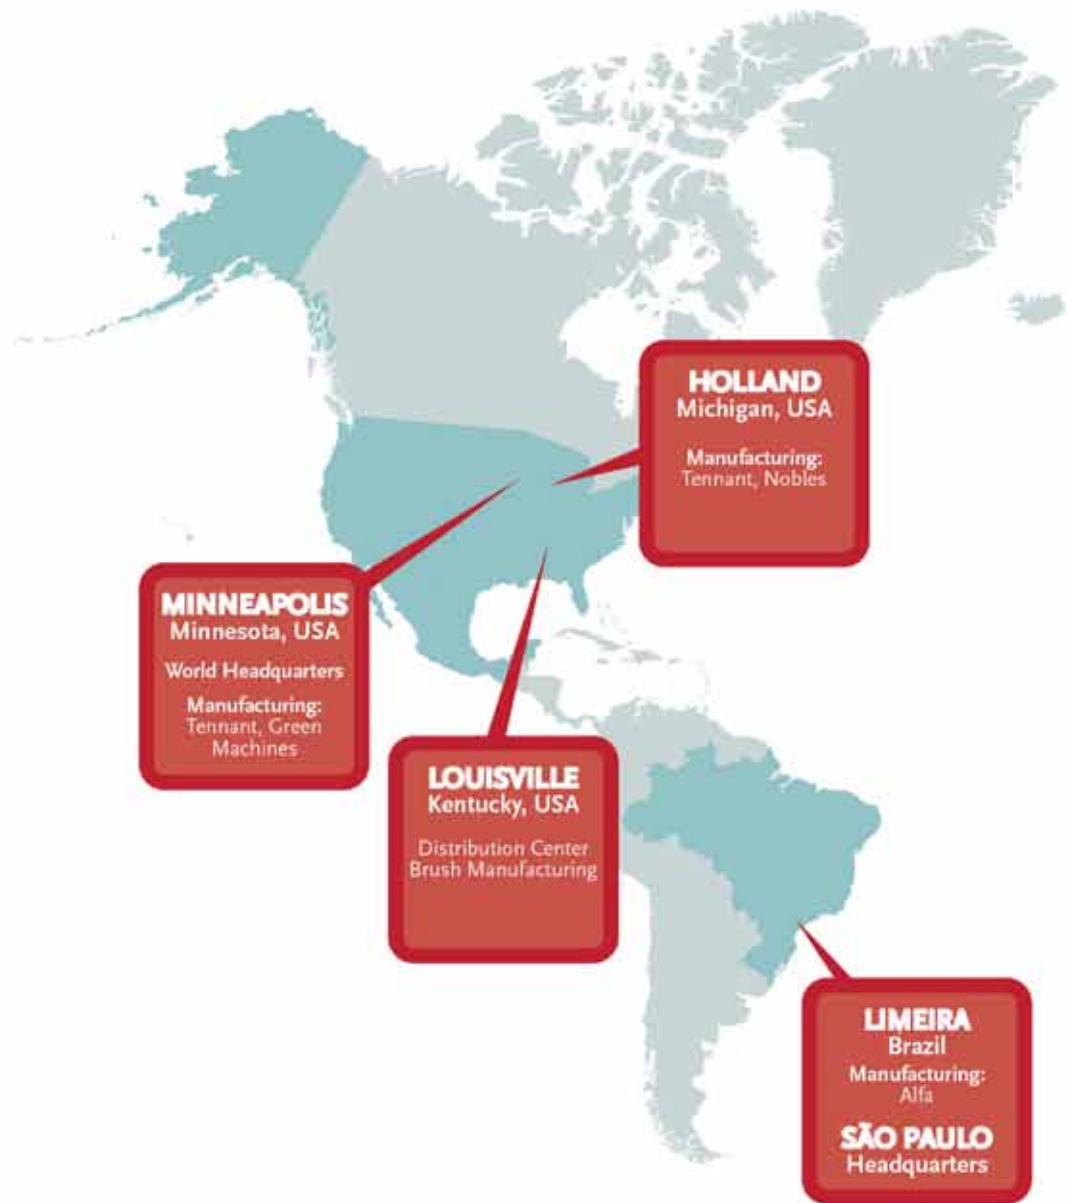 HOLLAND
Michigan, USA
Manufacturing:
Tennant, Nobles
MINNEAPOLIS
Minnesota, USA
World Headquarters
Manufacturing:
Tennant, Green
Machines
LOUISVILLE
Kentucky, USA
Distribution Center
Brush Manufacturing
LIMEIRA
Brazil
Manufacturing:
Alfa
SÃO PAULO
Headquarters